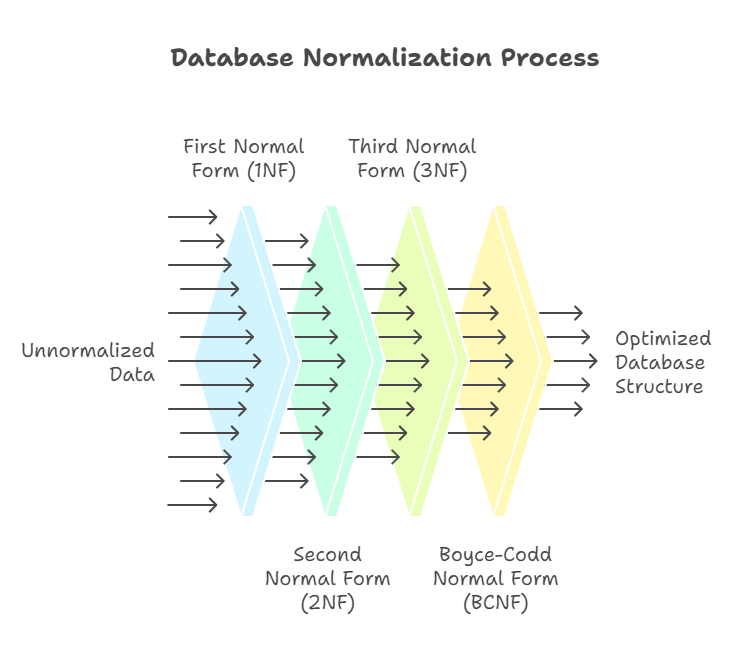 Database Normalization Process
First Normal
Form (1NF)
Third Normal
Form (3NF)
Unnormalized
Data
Optimized
Database
Structure
Second
Normal Form
(2NF)
Boyce-Codd
Normal Form
(BCNF)